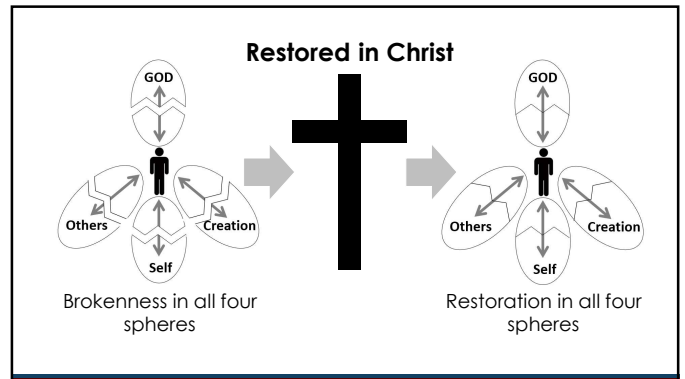 Restored in Christ
GOD
Others
Creation
Self
Brokenness in all four
spheres
GOD
Others
Creation
Self
Restoration in all four
spheres